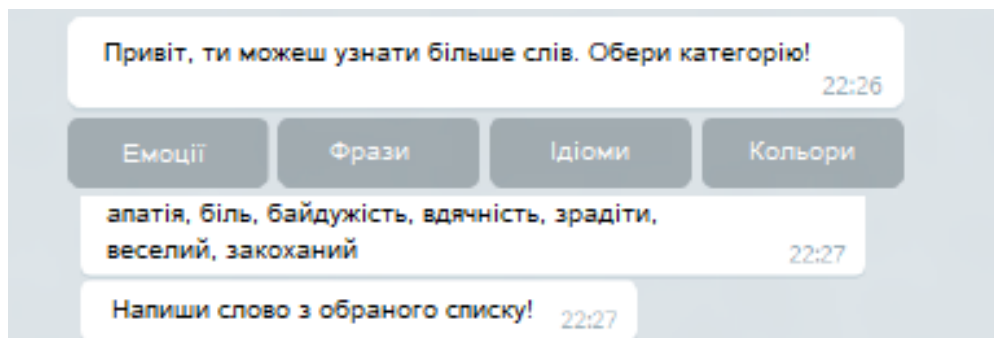 Привіт, ти можеш узнати більше слів. Обери категорію!
22:26
Емоції Фрази Ідіоми Кольори
апатія, біль, байдужість, вдячність, зрадіти,
веселий, закоханий 22:27
Напиши слово з обраного списку! 22:27